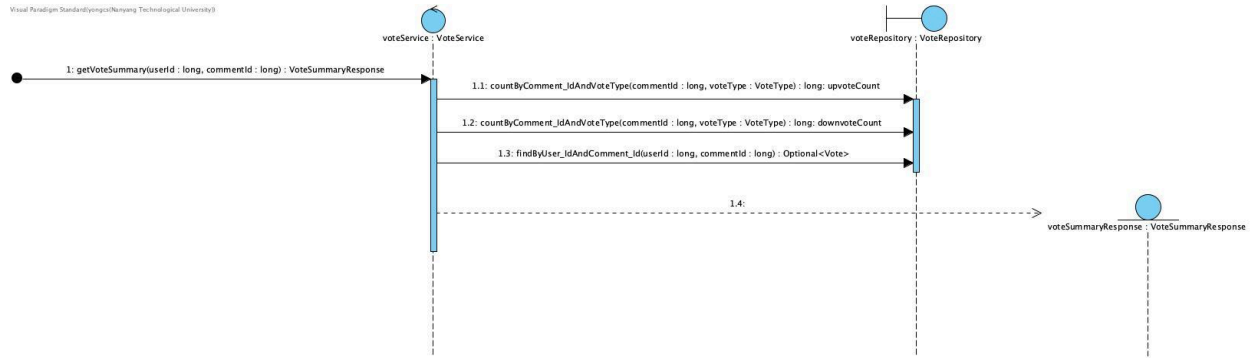 Visual Paradigm Standard(yongcs(Nanyang Technological University))
voteService : VoteService
voteRepository : VoteRepository
1: getVoteSummary(userId : long, commentId : long) : VoteSummaryResponse
1.1: countByComment_IdAndVoteType(commentId : long, voteType : VoteType) : long: upvoteCount
1.2: countByComment_IdAndVoteType(commentId : long, voteType : VoteType) : long: downvoteCount
1.3: findByUser_IdAndComment_Id(userId : long, commentId : long) : Optional<Vote>
1.4:
voteSummaryResponse : VoteSummaryResponse